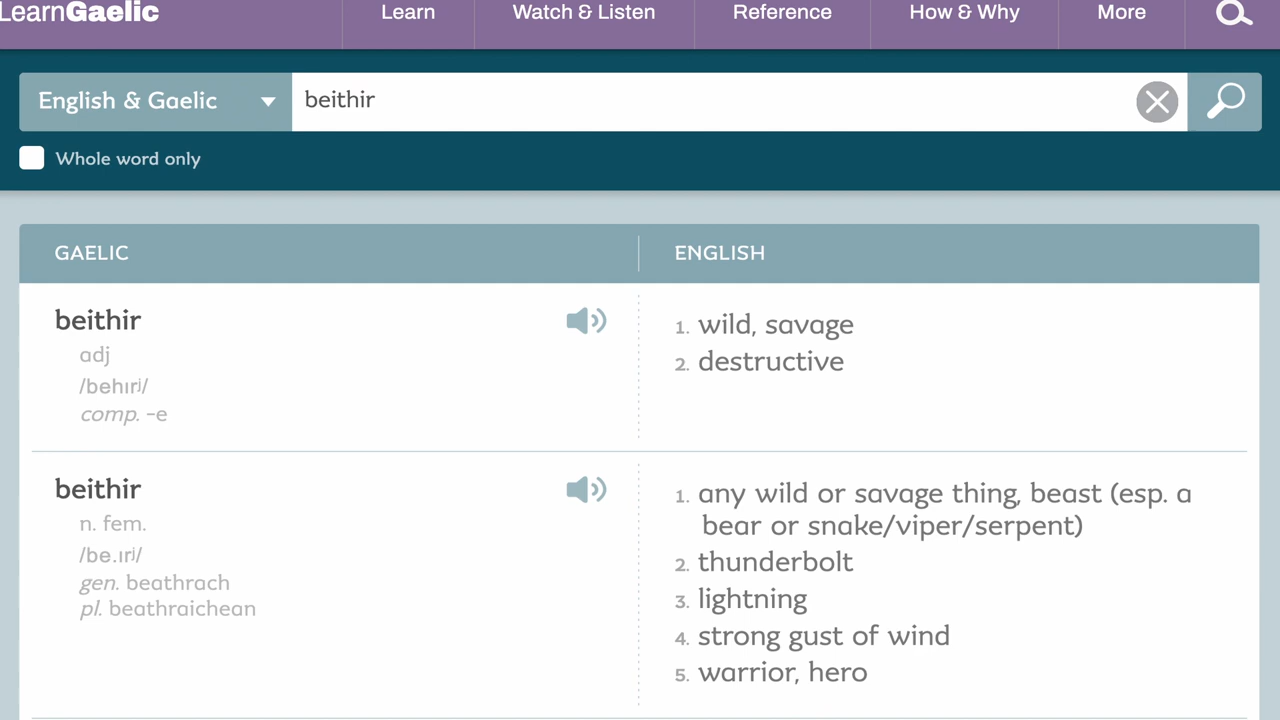 LearnGaelic
Learn
Watch & Listen
Reference
How & Why
More
English & Gaelic
beithir
Whole word only
GAELIC
ENGLISH
beithir
adj
/behɪrʲ/
comp. -e
1. wild, savage
2. destructive
beithir
n. fem.
/be.ɪrʲ/
gen. beathrach
pl. beathraichean
1. any wild or savage thing, beast (esp. a
bear or snake/viper/serpent)
2. thunderbolt
3. lightning
4. strong gust of wind
5. warrior, hero